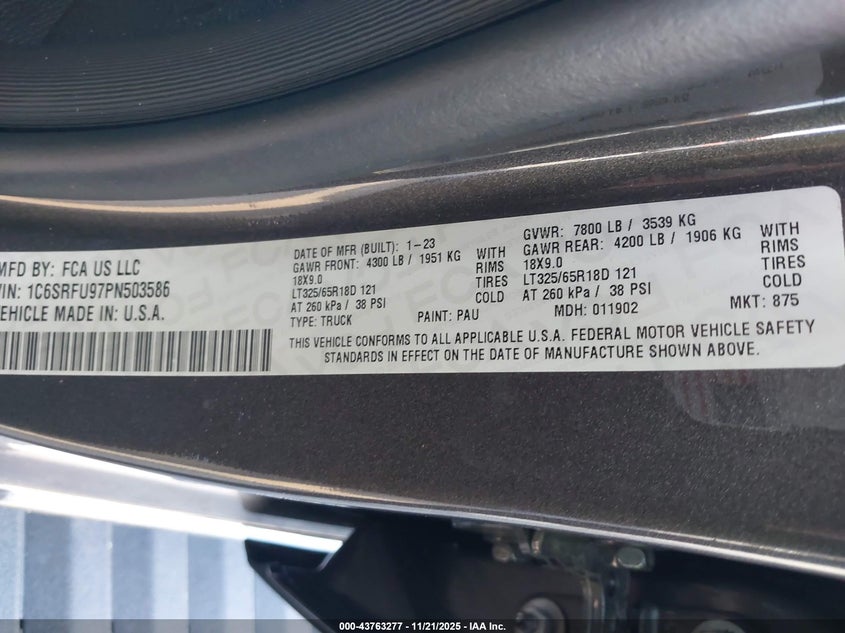 MFD BY: FCA US LLC
VIN: 1C6SRFU97PN503586
VEHICLE MADE IN: U.S.A.
DATE OF MFR (BUILT): 1-23
GAWR FRONT: 4300 LB / 1951 KG WITH
18X9.0 RIMS
LT325/65R18D 121 TIRES
AT 260 kPa / 38 PSI COLD
TYPE: TRUCK PAINT: PAU
GVWR: 7800 LB / 3539 KG
GAWR REAR: 4200 LB / 1906 KG WITH
18X9.0 RIMS
LT325/65R18D 121 TIRES
AT 260 kPa / 38 PSI COLD
MDH: 011902 MKT: 875
THIS VEHICLE CONFORMS TO ALL APPLICABLE U.S.A. FEDERAL MOTOR VEHICLE SAFETY
STANDARDS IN EFFECT ON THE DATE OF MANUFACTURE SHOWN ABOVE.
000-43763277 - 11/21/2025 - IAA Inc.